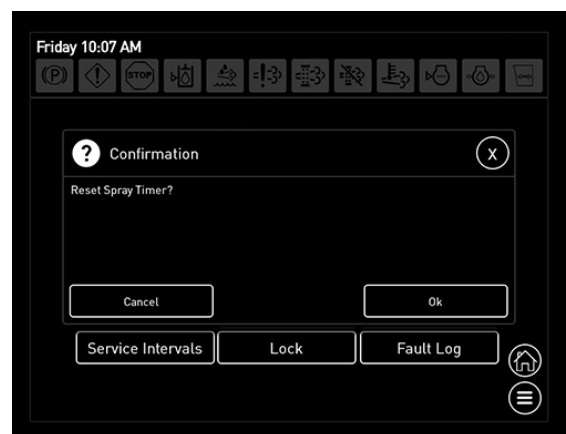 Friday 10:07 AM
(P)
STOP
? Confirmation X
Reset Spray Timer?
Cancel Ok
Service Intervals Lock Fault Log